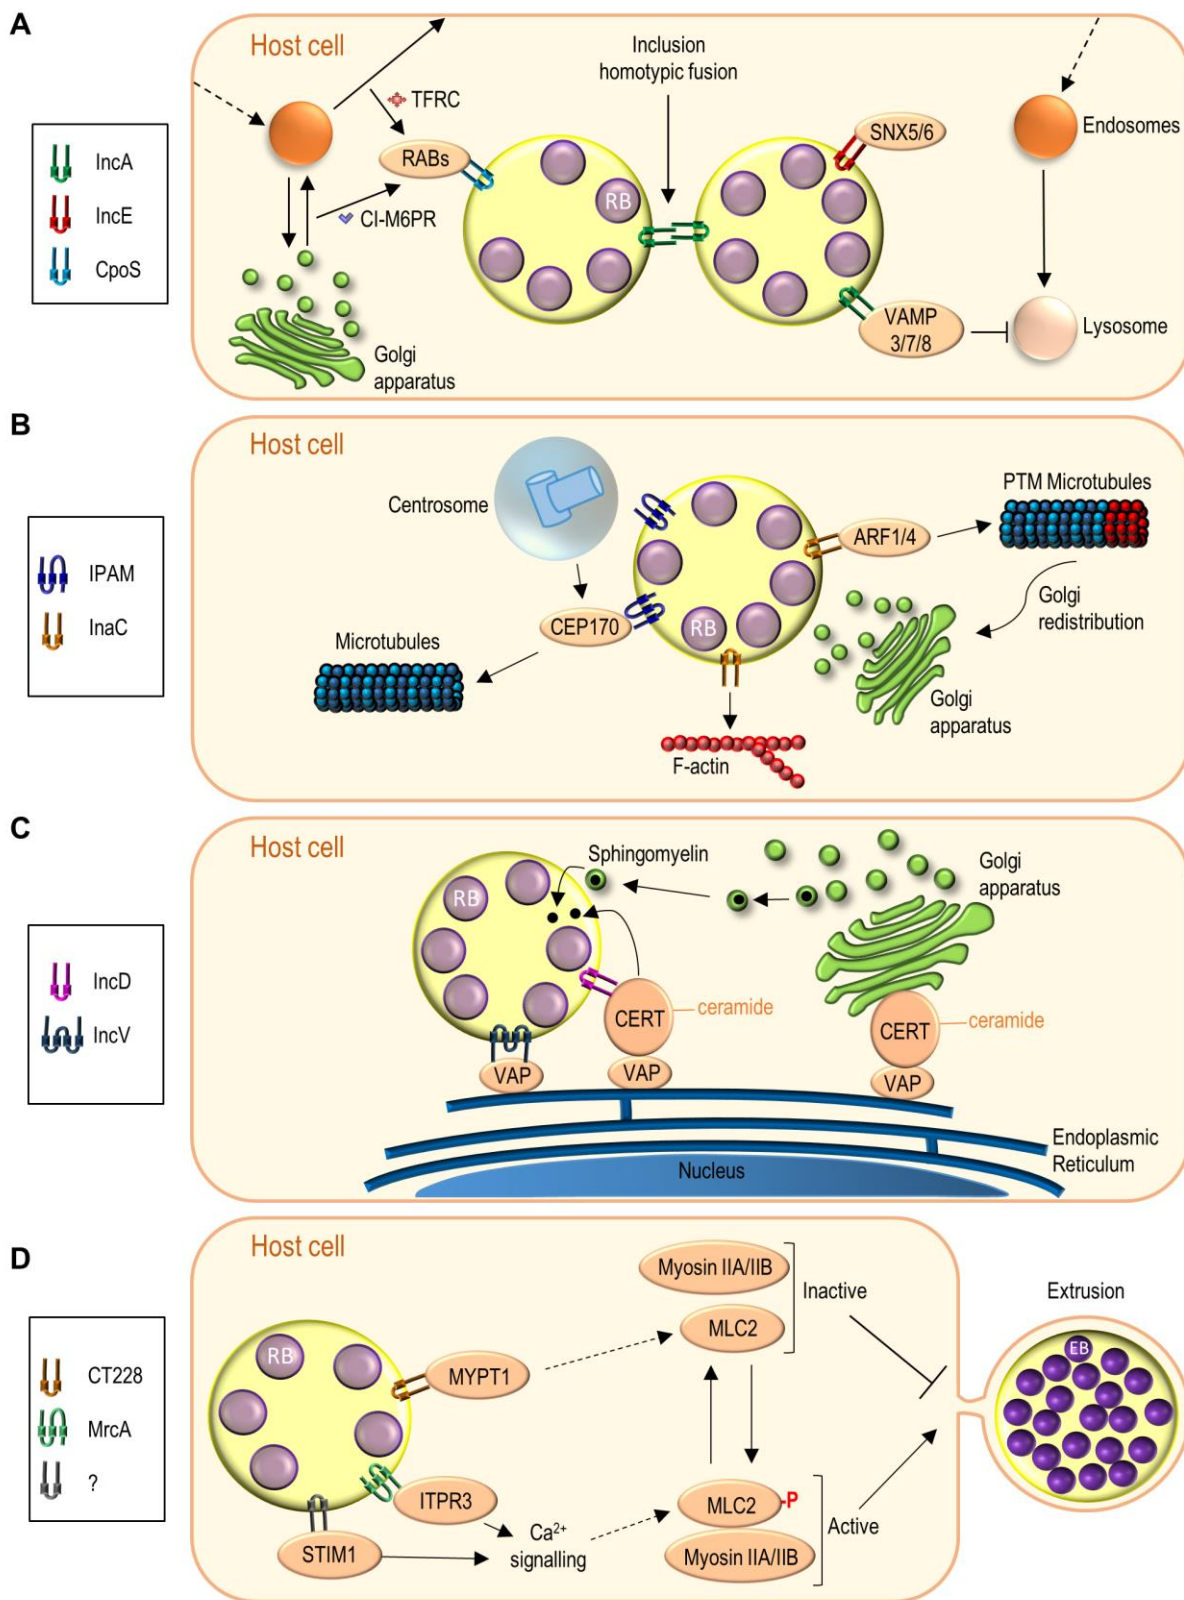 A
Host cell
Inclusion
homotypic fusion
TFRC
RABs
CI-M6PR
RB
SNX5/6
Endosomes
VAMP
3/7/8
Lysosome
Golgi
apparatus
IncA
IncE
CpoS
B
Host cell
Centrosome
PTM Microtubules
ARF1/4
CEP170
RB
Golgi
redistribution
Microtubules
Golgi
apparatus
F-actin
IPAM
InaC
C
Host cell
Sphingomyelin
Golgi
apparatus
RB
CERT
ceramide
CERT
ceramide
VAP
VAP
VAP
Endoplasmic
Reticulum
Nucleus
IncD
IncV
D
Host cell
Myosin IIA/IIB
Inactive
MLC2
Extrusion
RB
MYPT1
EB
ITPR3
MLC2
-P
Active
Ca²⁺
signalling
STIM1
Myosin IIA/IIB
CT228
MrcA
?